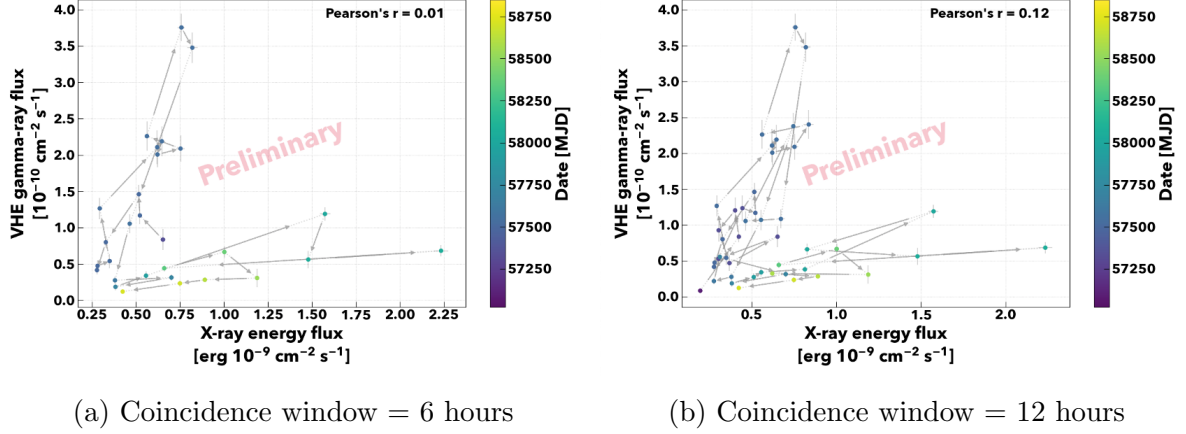 Pearson's r = 0.01
4.0
3.5
3.0
2.5
2.0
1.5
1.0
0.5
0.0
VHE gamma-ray flux
[10⁻¹⁰ cm⁻² s⁻¹]
Preliminary
0.25 0.50 0.75 1.00 1.25 1.50 1.75 2.00 2.25
X-ray energy flux
[erg 10⁻⁹ cm⁻² s⁻¹]
58750
58500
58250
58000
57750
57500
57250
Date [MJD]
(a) Coincidence window = 6 hours
Pearson's r = 0.12
4.0
3.5
3.0
2.5
2.0
1.5
1.0
0.5
0.0
VHE gamma-ray flux
[10⁻¹⁰ cm⁻² s⁻¹]
Preliminary
0.5 1.0 1.5 2.0
X-ray energy flux
[erg 10⁻⁹ cm⁻² s⁻¹]
58750
58500
58250
58000
57750
57500
57250
Date [MJD]
(b) Coincidence window = 12 hours